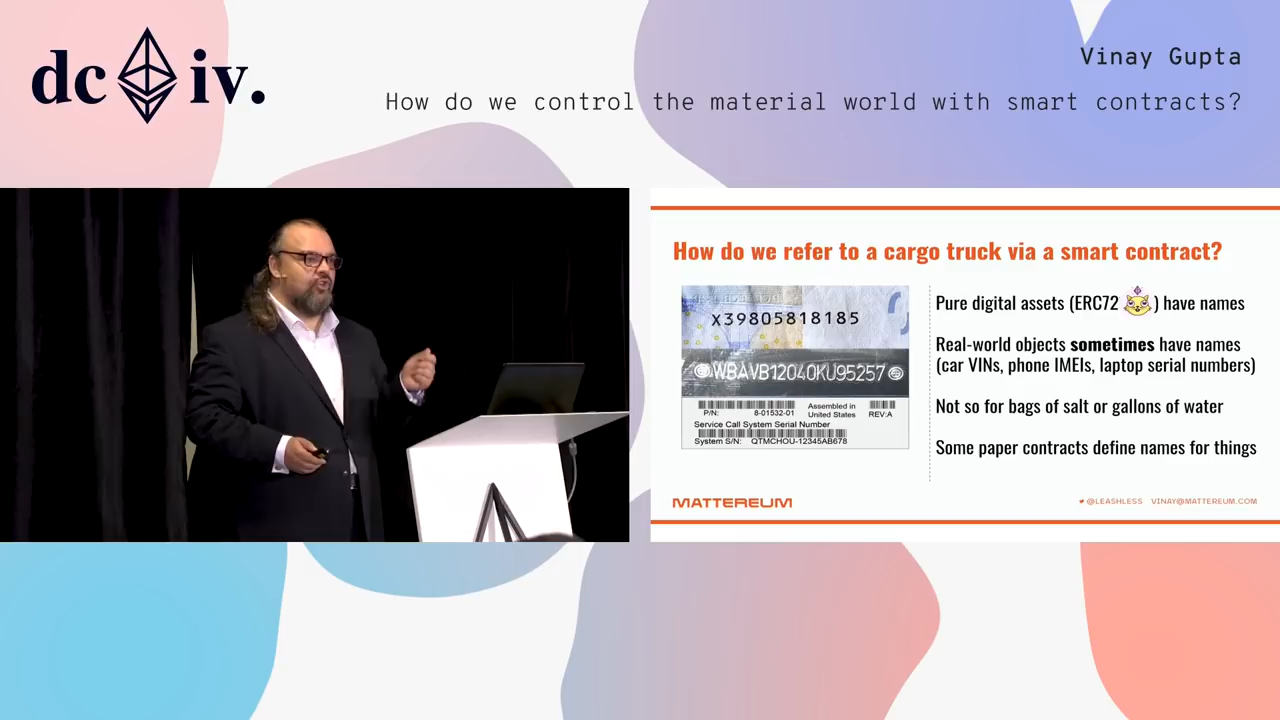 dc iv.
Vinay Gupta
How do we control the material world with smart contracts?
How do we refer to a cargo truck via a smart contract?
X39805818185
WBAVB12040KU95257
P/N: 8-01532-01 Assembled in United States REV:A
Service Call System Serial Number
System S/N: QTMCHOU-12345AB678
Pure digital assets (ERC72 ) have names
Real-world objects sometimes have names
(car VINs, phone IMEIs, laptop serial numbers)
Not so for bags of salt or gallons of water
Some paper contracts define names for things
MATTEREUM
@LEASHLESS VINAY@MATTEREUM.COM